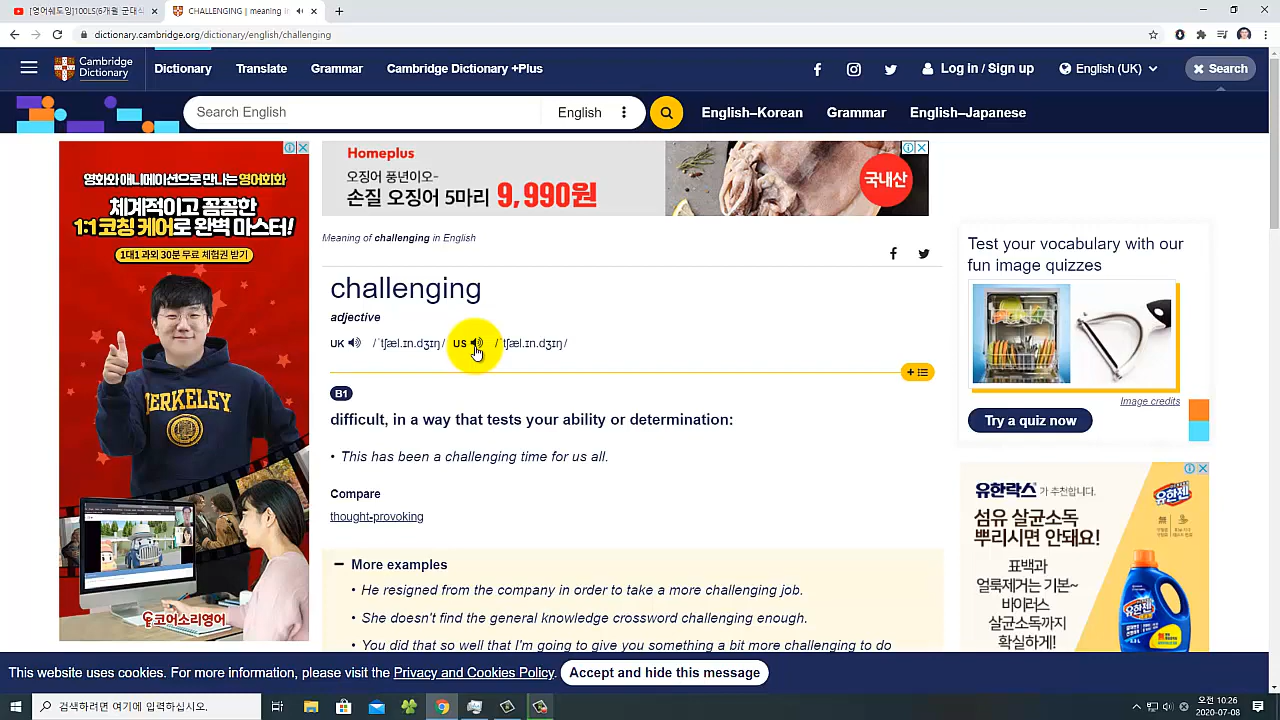 [영어쉐도잉]100LS(6개월 군대식
CHALLENGING | meaning i
dictionary.cambridge.org/dictionary/english/challenging
Cambridge
Dictionary
Dictionary
Translate
Grammar
Cambridge Dictionary +Plus
Log in / Sign up
English (UK)
Search
Search English
English
English–Korean
Grammar
English–Japanese
영화와 애니메이션으로 만나는 영어회화
체계적이고 꼼꼼한
1:1 코칭 케어로 완벽 마스터!
1대1 과외 30분 무료 체험권 받기
BERKELEY
코어소리영어
Homeplus
오징어 풍년이오~
손질 오징어 5마리 9,990원
국내산
Meaning of challenging in English
challenging
adjective
UK /ˈtʃæl.ɪn.dʒɪŋ/ US /ˈtʃæl.ɪn.dʒɪŋ/
B1
difficult, in a way that tests your ability or determination:
• This has been a challenging time for us all.
Compare
thought-provoking
– More examples
• He resigned from the company in order to take a more challenging job.
• She doesn't find the general knowledge crossword challenging enough.
• You did that so well that I'm going to give you something a bit more challenging to do
Test your vocabulary with our
fun image quizzes
Image credits
Try a quiz now
유한락스가 추천합니다.
유한젠
섬유 살균소독
뿌리면 안돼요!
표백과
얼룩제거는 기본~
바이러스
살균소독까지
확실하게!
유한젠
This website uses cookies. For more information, please visit the Privacy and Cookies Policy.
Accept and hide this message
검색하려면 여기에 입력하십시오.
오전 10:26
2020-07-08